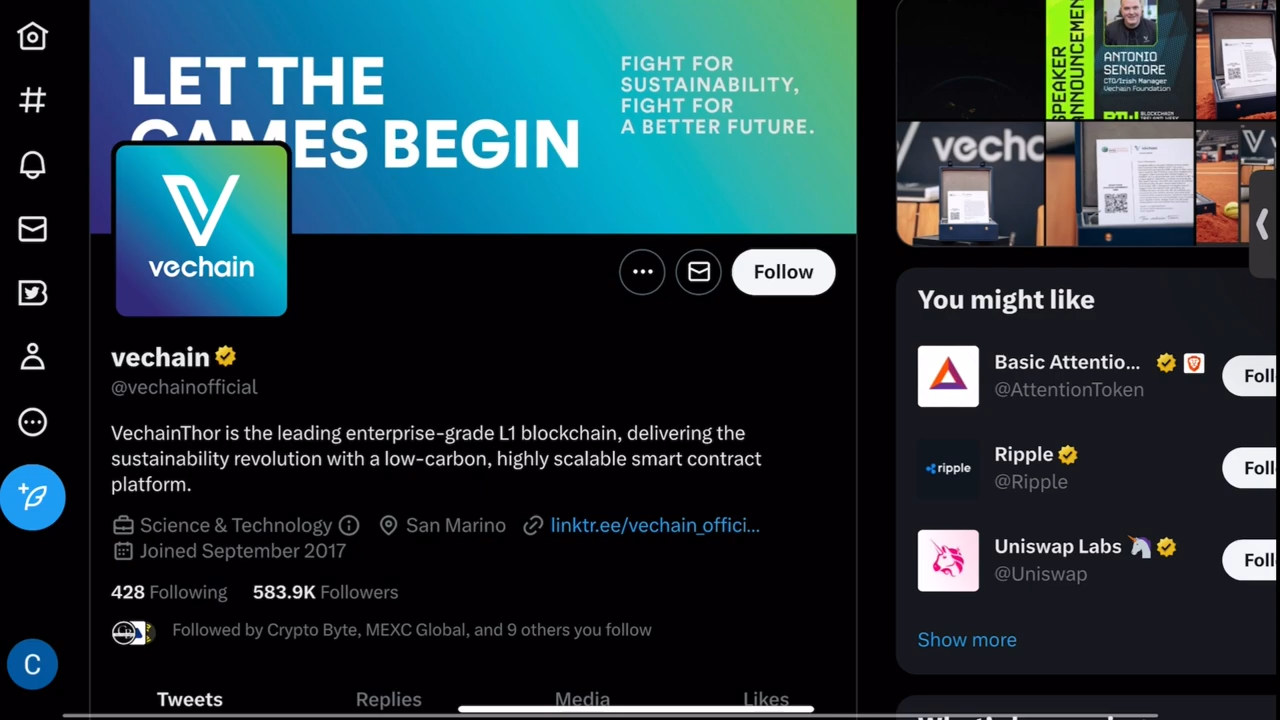 LET THE
GAMES BEGIN
FIGHT FOR
SUSTAINABILITY,
FIGHT FOR
A BETTER FUTURE.
vechain
Follow
vechain
@vechainofficial
VechainThor is the leading enterprise-grade L1 blockchain, delivering the
sustainability revolution with a low-carbon, highly scalable smart contract
platform.
Science & Technology San Marino linktr.ee/vechain_offici...
Joined September 2017
428 Following 583.9K Followers
Followed by Crypto Byte, MEXC Global, and 9 others you follow
Tweets Replies Media Likes
C
SPEAKER
ANNOUNCEMEN
ANTONIO
SENATORE
CTO/Irish Manager
Vechain Foundation
vecha
You might like
Basic Attentio...
@AttentionToken
Foll
ripple
Ripple
@Ripple
Foll
Uniswap Labs
@Uniswap
Foll
Show more